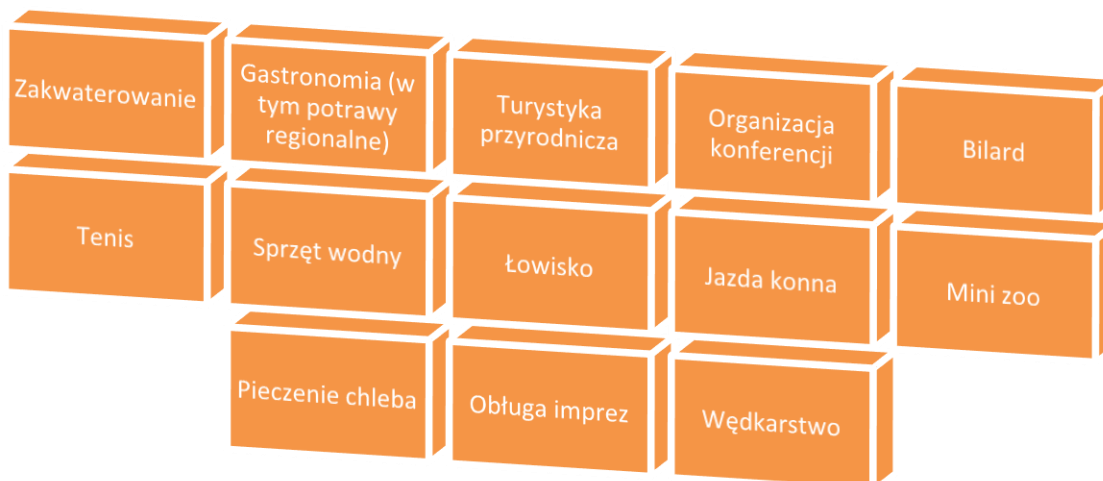 Zakwaterowanie
Gastronomia (w
tym potrawy
regionalne)
Turystyka
przyrodnicza
Organizacja
konferencji
Bilard
Tenis
Sprzęt wodny
Łowisko
Jazda konna
Mini zoo
Pieczenie chleba
Obługa imprez
Wędkarstwo